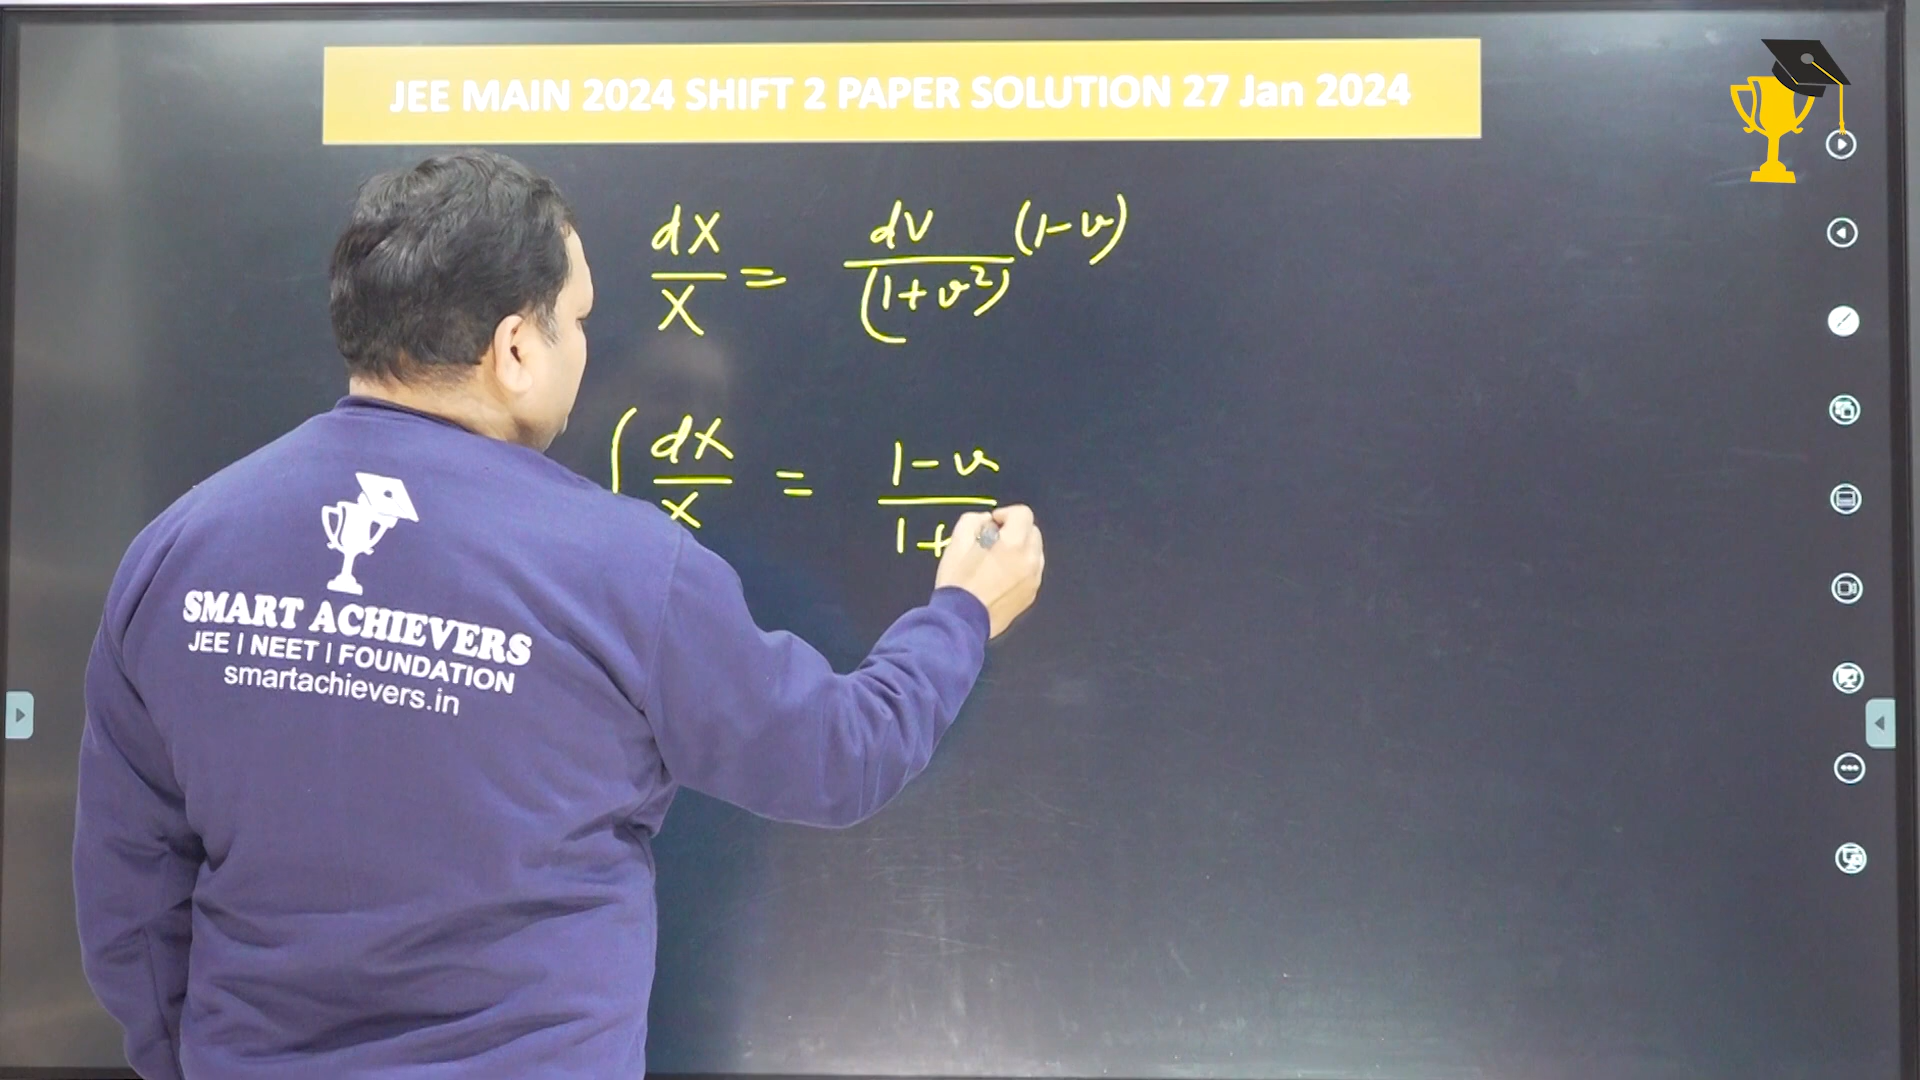 JEE MAIN 2024 SHIFT 2 PAPER SOLUTION 27 Jan 2024
dX/X = dV/(1+v²) (1-v)
∫ dX/X = 1-v/1+
SMART ACHIEVERS
JEE | NEET | FOUNDATION
smartachievers.in